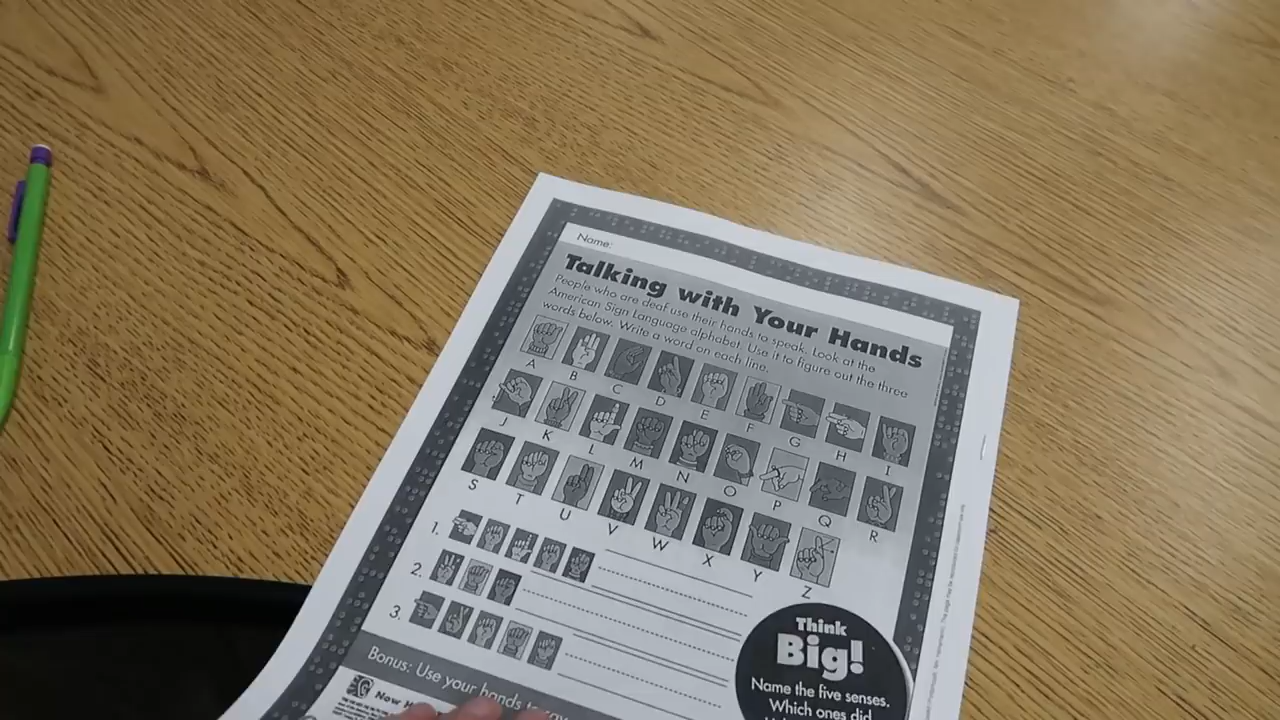 Name:
Talking with Your Hands
People who are deaf use their hands to speak. Look at the
American Sign Language alphabet. Use it to figure out the three
words below. Write a word on each line.
A B C D E F G H I
J K L M N O P Q R
S T U V W X Y Z
1.
2.
3.
Think
Big!
Name the five senses.
Which ones did
Bonus: Use your hands to say
Now